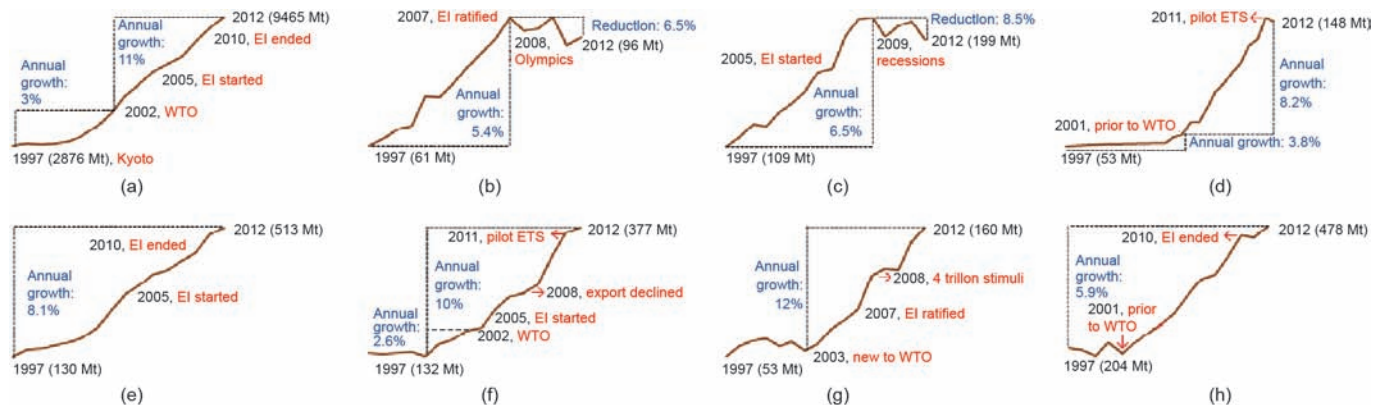 2012 (9465 Mt)
2010, EI ended
Annual
growth:
11%
Annual
growth:
3%
2005, EI started
2002, WTO
1997 (2876 Mt), Kyoto
(a)
2007, EI ratified
Reduction: 6.5%
2008,
Olympics
2012 (96 Mt)
Annual
growth:
5.4%
1997 (61 Mt)
(b)
Reduction: 8.5%
2005, EI started
2009,
recessions
2012 (199 Mt)
Annual
growth:
6.5%
1997 (109 Mt)
(c)
2011, pilot ETS
2012 (148 Mt)
Annual
growth:
8.2%
2001, prior to WTO
Annual growth: 3.8%
1997 (53 Mt)
(d)
2012 (513 Mt)
2010, EI ended
Annual
growth:
8.1%
2005, EI started
1997 (130 Mt)
(e)
2012 (377 Mt)
2011, pilot ETS
Annual
growth:
10%
2008, export declined
Annual
growth:
2.6%
2005, EI started
2002, WTO
1997 (132 Mt)
(f)
2012 (160 Mt)
Annual
growth:
12%
2008, 4 trillon stimuli
2007, EI ratified
2003, new to WTO
1997 (53 Mt)
(g)
2012 (478 Mt)
2010, EI ended
Annual
growth:
5.9%
2001, prior
to WTO
1997 (204 Mt)
(h)